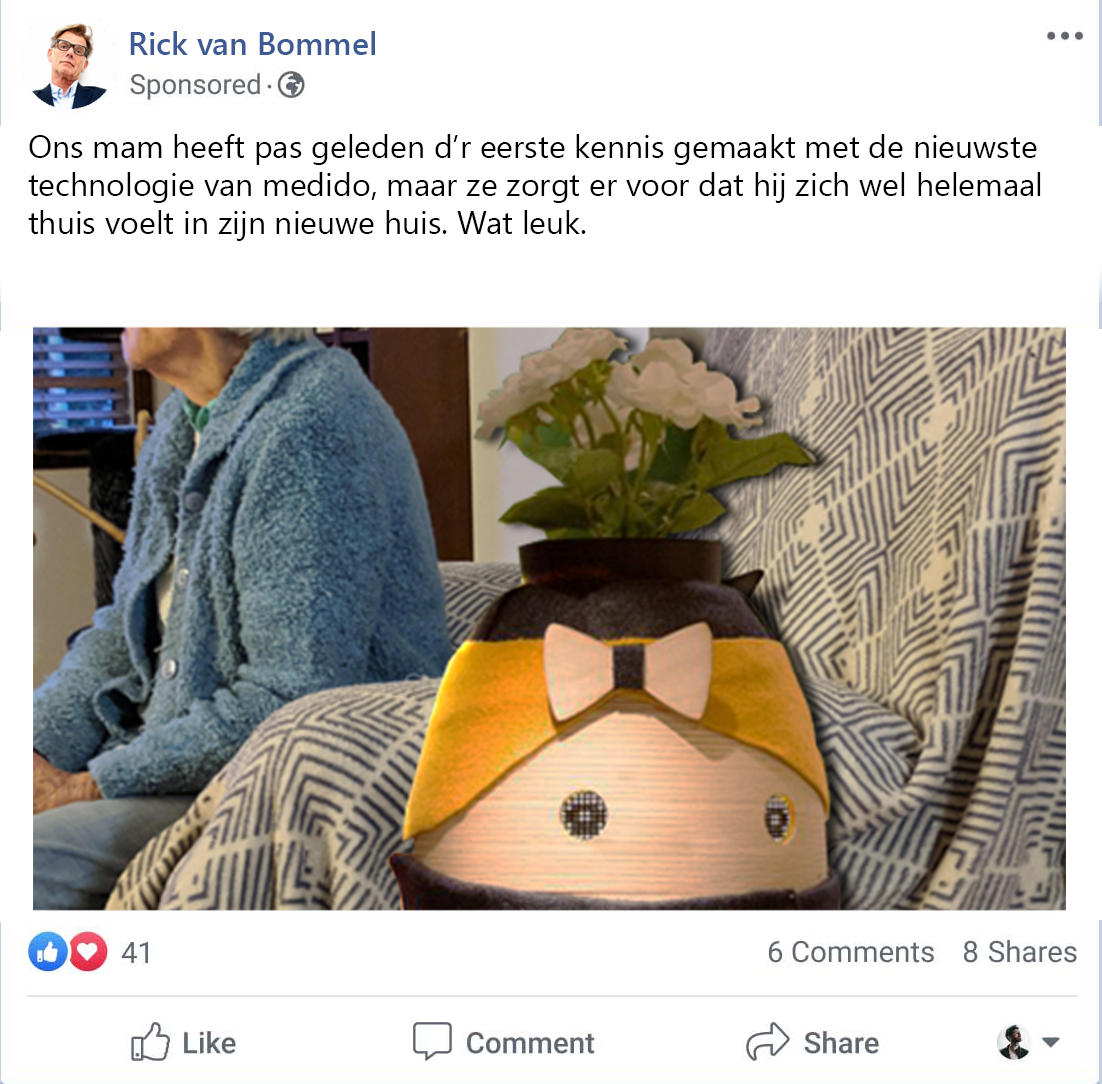 Rick van Bommel
Sponsored ·
Ons mam heeft pas geleden d’r eerste kennis gemaakt met de nieuwste
technologie van medido, maar ze zorgt er voor dat hij zich wel helemaal
thuis voelt in zijn nieuwe huis. Wat leuk.
41 6 Comments 8 Shares
Like Comment Share